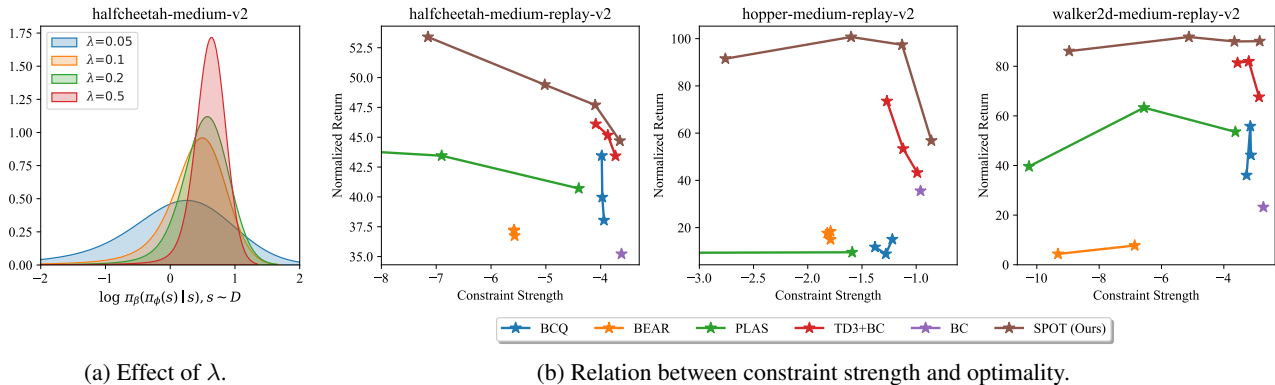 halfcheetah-medium-v2
1.75
1.50
1.25
1.00
0.75
0.50
0.25
0.00
λ=0.05
λ=0.1
λ=0.2
λ=0.5
−2 −1 0 1 2
log π_β(π_ϕ(s)|s), s ~ D
halfcheetah-medium-replay-v2
Normalized Return
52.5
50.0
47.5
45.0
42.5
40.0
37.5
35.0
−8 −7 −6 −5 −4 −3
Constraint Strength
hopper-medium-replay-v2
Normalized Return
100
80
60
40
20
−3.0 −2.5 −2.0 −1.5 −1.0
Constraint Strength
walker2d-medium-replay-v2
Normalized Return
80
60
40
20
0
−10 −8 −6 −4
Constraint Strength
BCQ BEAR PLAS TD3+BC BC SPOT (Ours)
(a) Effect of λ.
(b) Relation between constraint strength and optimality.